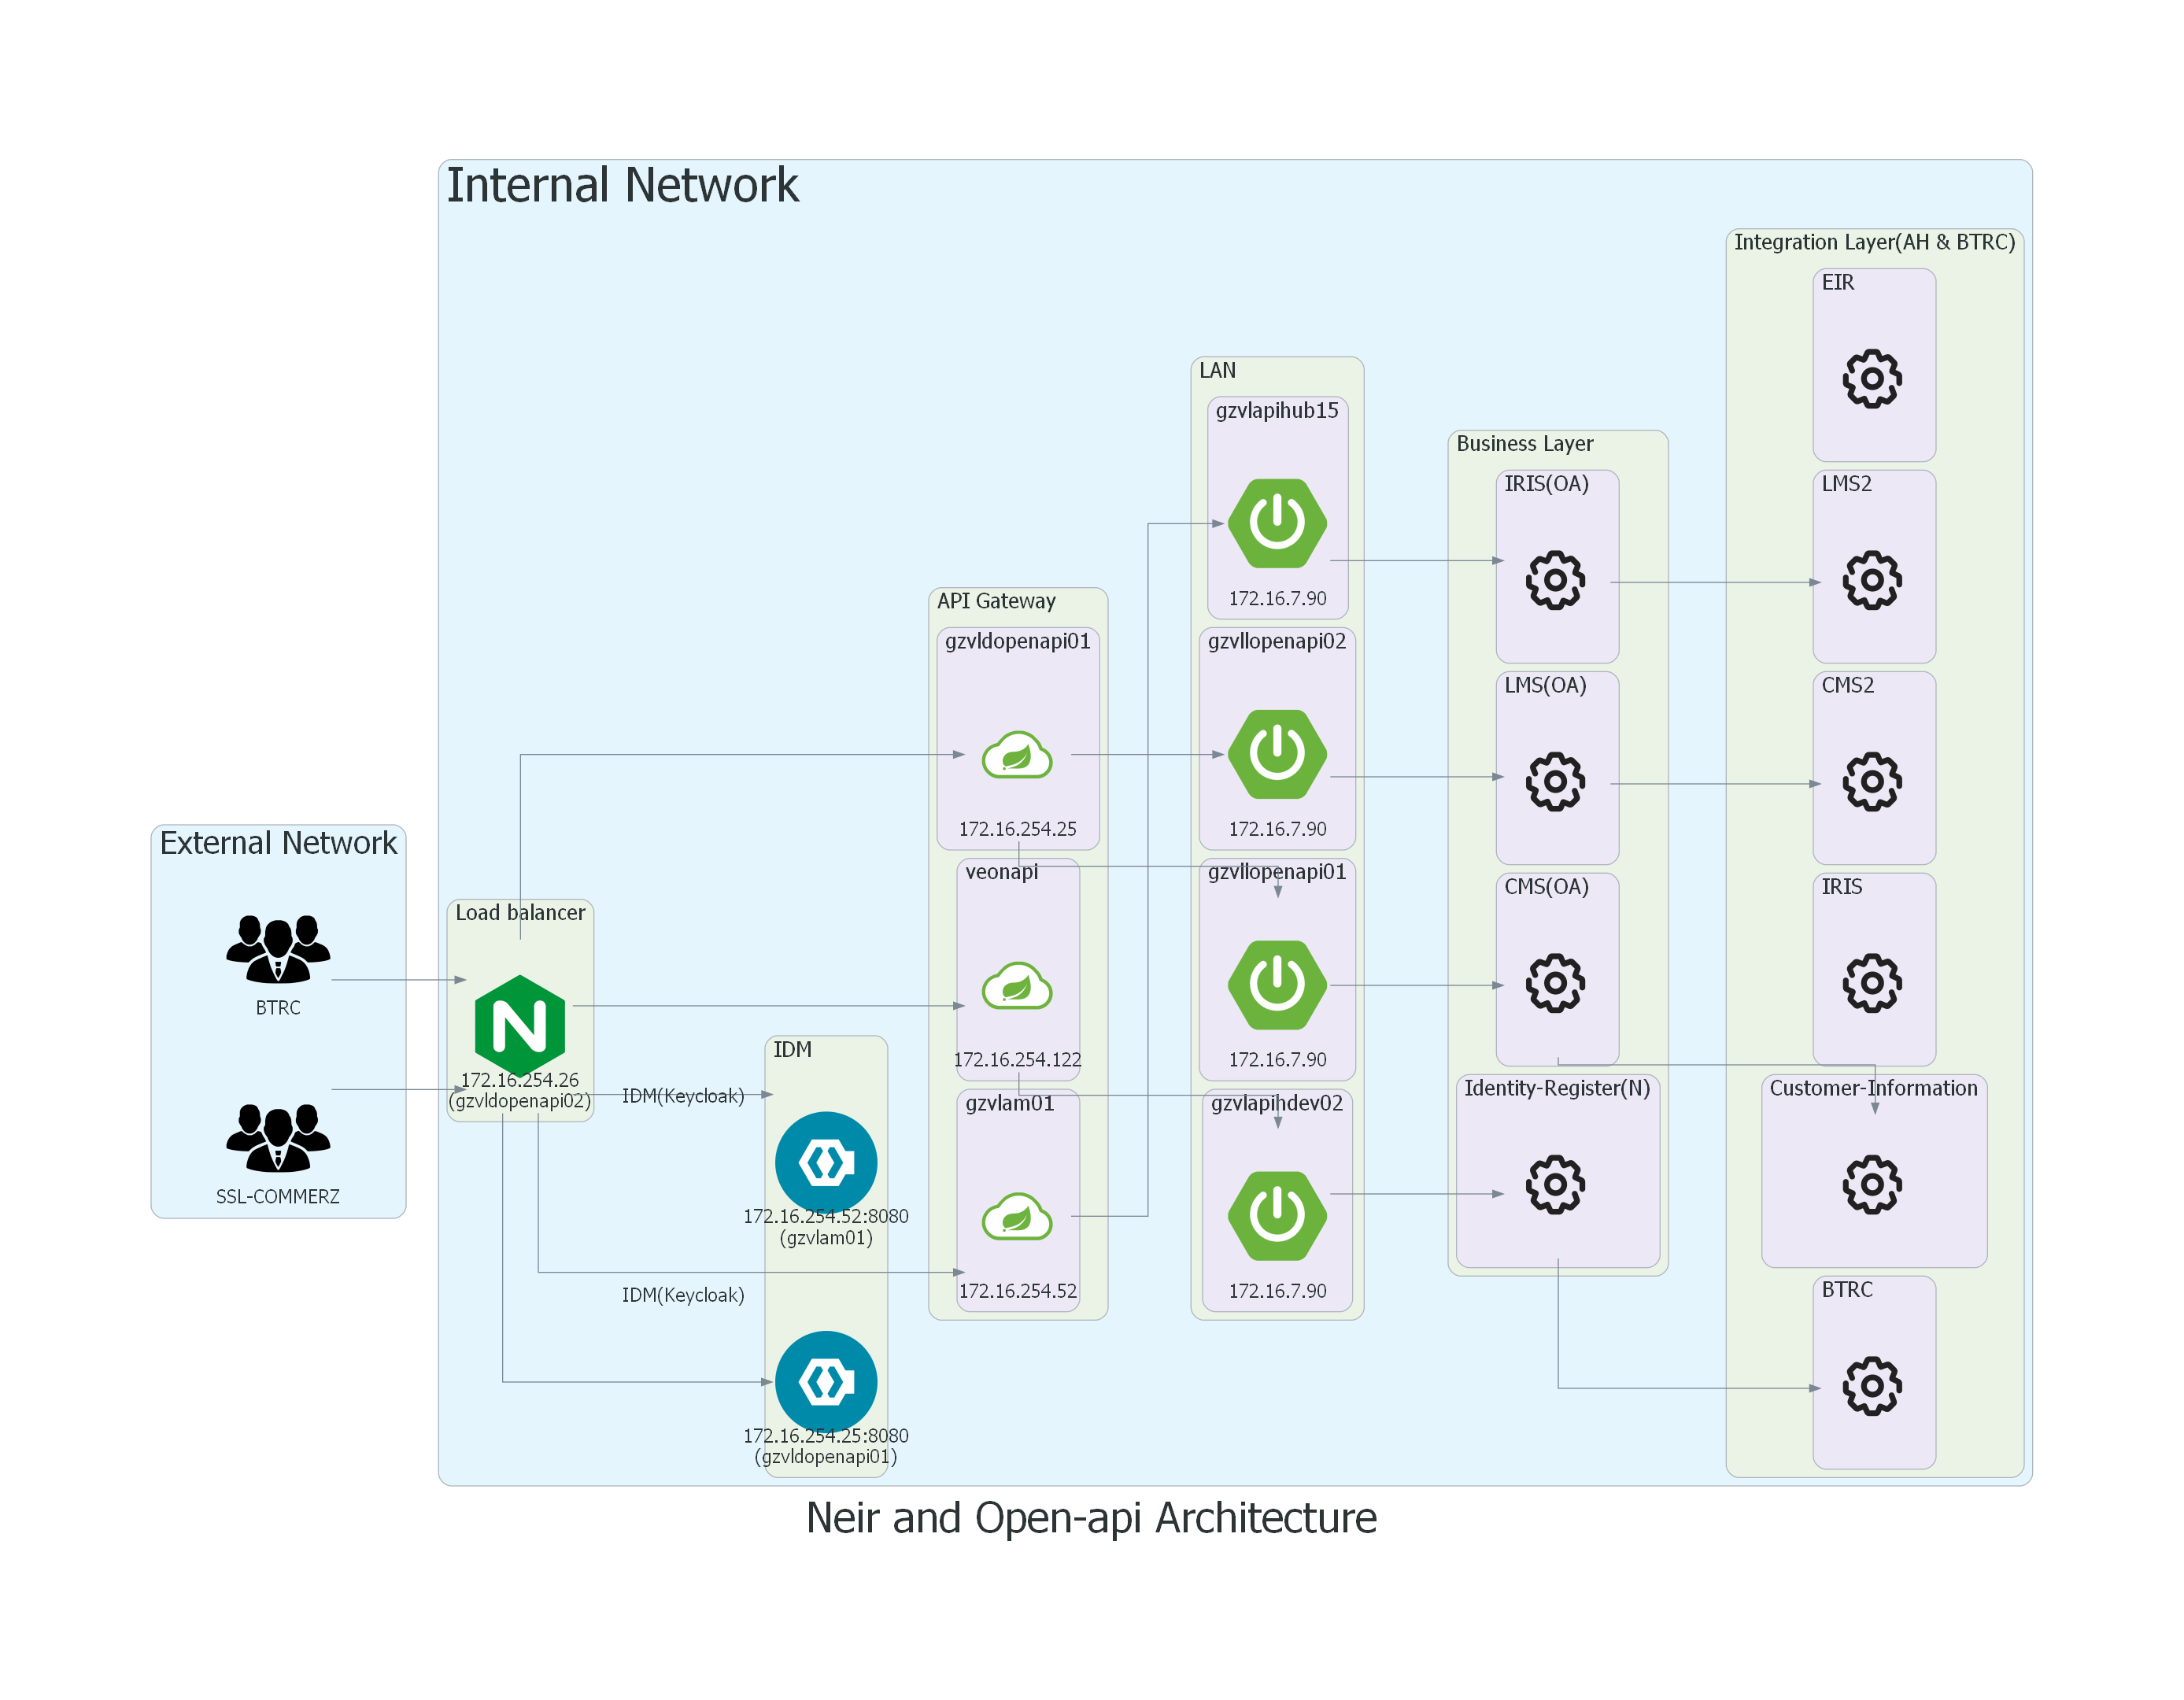 Internal Network
Integration Layer(AH & BTRC)
EIR
LAN
gzvlapihub15
172.16.7.90
Business Layer
IRIS(OA)
LMS2
API Gateway
gzvldopenapi01
172.16.254.25
gzvllopenapi02
172.16.7.90
LMS(OA)
CMS2
External Network
BTRC
SSL-COMMERZ
Load balancer
172.16.254.26
(gzvldopenapi02)
veonapi
172.16.254.122
gzvllopenapi01
172.16.7.90
CMS(OA)
IRIS
IDM
IDM(Keycloak)
172.16.254.52:8080
(gzvlam01)
IDM(Keycloak)
172.16.254.25:8080
(gzvldopenapi01)
gzvlam01
172.16.254.52
gzvlapihdev02
172.16.7.90
Identity-Register(N)
Customer-Information
BTRC
Neir and Open-api Architecture